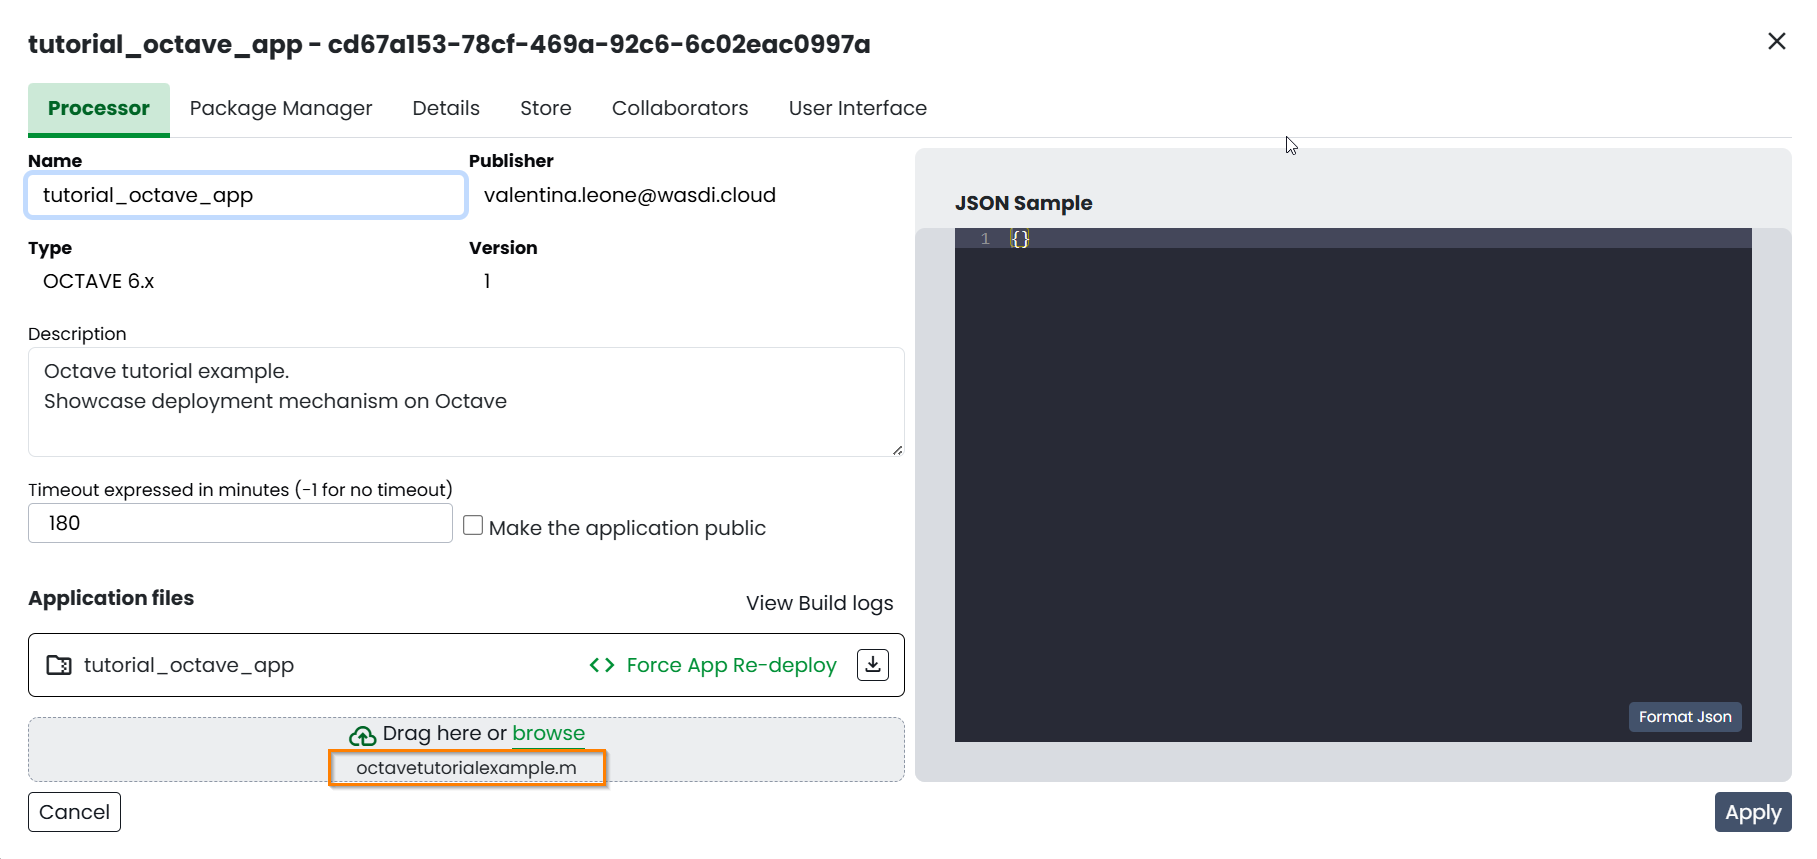 tutorial_octave_app - cd67a153-78cf-469a-92c6-6c02eac0997a
Processor Package Manager Details Store Collaborators User Interface
Name Publisher
tutorial_octave_app valentina.leone@wasdi.cloud
Type Version
OCTAVE 6.x 1
Description
Octave tutorial example.
Showcase deployment mechanism on Octave
Timeout expressed in minutes (-1 for no timeout)
180 Make the application public
Application files View Build logs
tutorial_octave_app <> Force App Re-deploy
Drag here or browse
octavetutorialexample.m
Cancel
JSON Sample
1 {}
Format Json
Apply